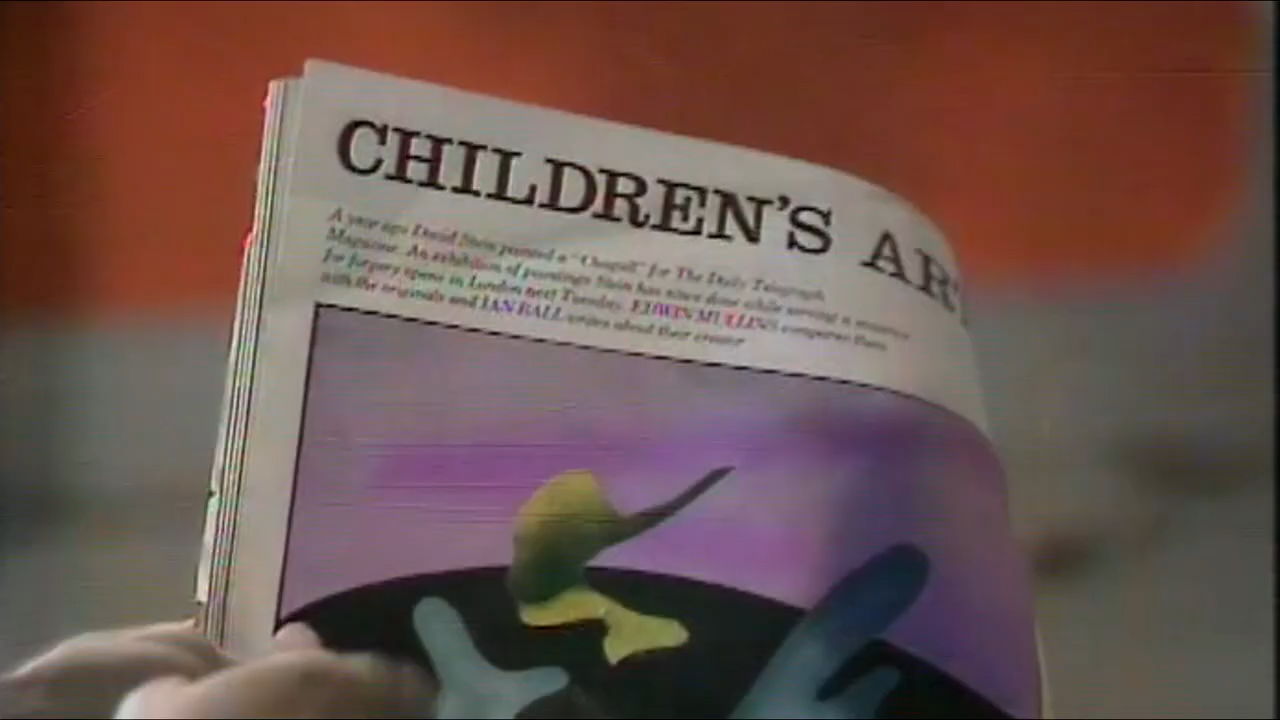 CHILDREN'S AR
A year ago David Stein painted a "Chagall" for The Daily Telegraph
Magazine. An exhibition of paintings Stein has since done while serving a sentence
for forgery opens in London next Tuesday. EDWIN MULLINS compares them
with the originals and IAN BALL writes about their creator